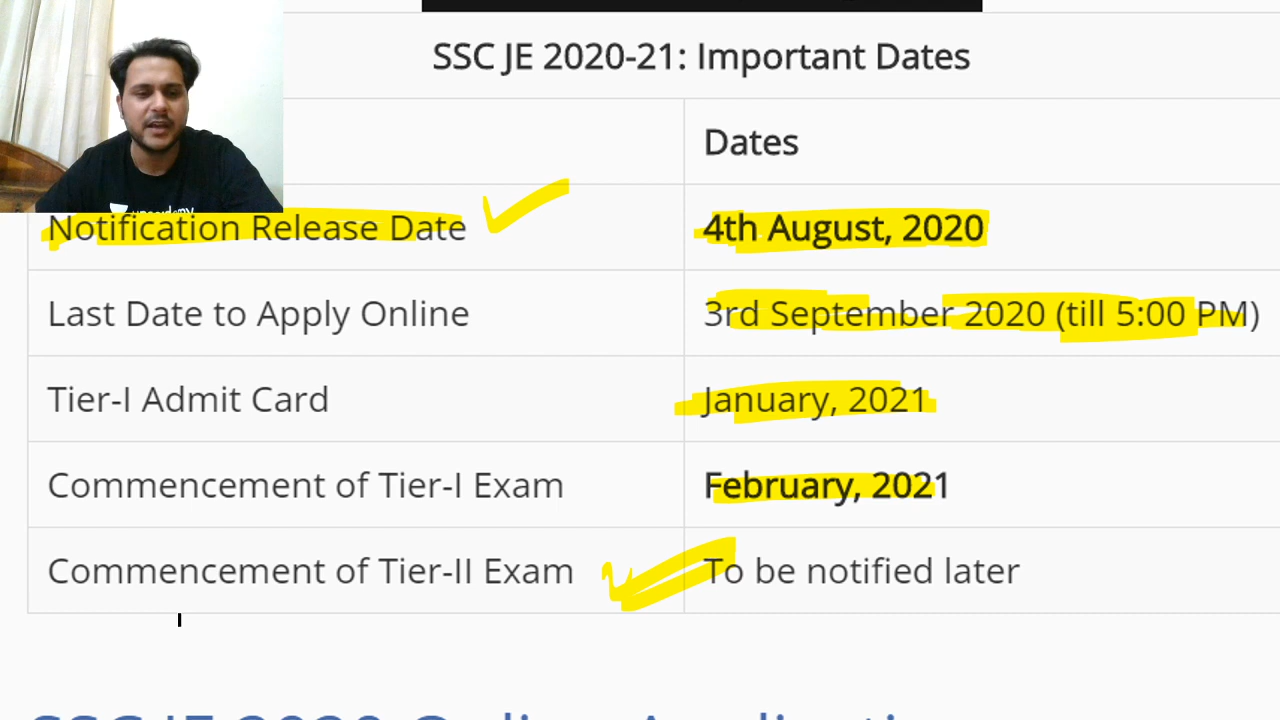 SSC JE 2020-21: Important Dates
Dates
Notification Release Date 4th August, 2020
Last Date to Apply Online 3rd September 2020 (till 5:00 PM)
Tier-I Admit Card January, 2021
Commencement of Tier-I Exam February, 2021
Commencement of Tier-II Exam To be notified later